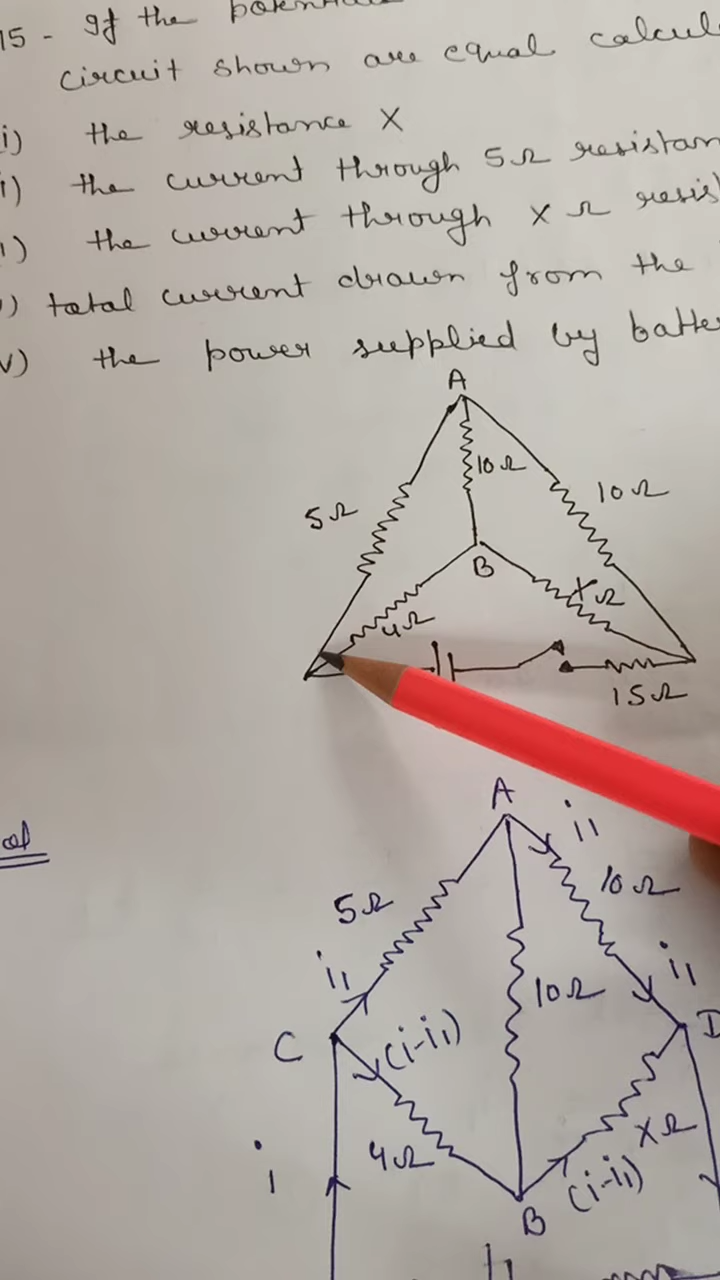 15 - If the
circuit shown are equal
i) the resistance X
i) the current through 5Ω
i) the current through x Ω
) total current drawn from the
v) the power supplied by
A
10Ω
10Ω
5Ω
B
XΩ
4Ω
15Ω
A
i1
10Ω
5Ω
i1
i1
10Ω
C
(i-i1)
D
4Ω
XΩ
i
(i-i1)
B